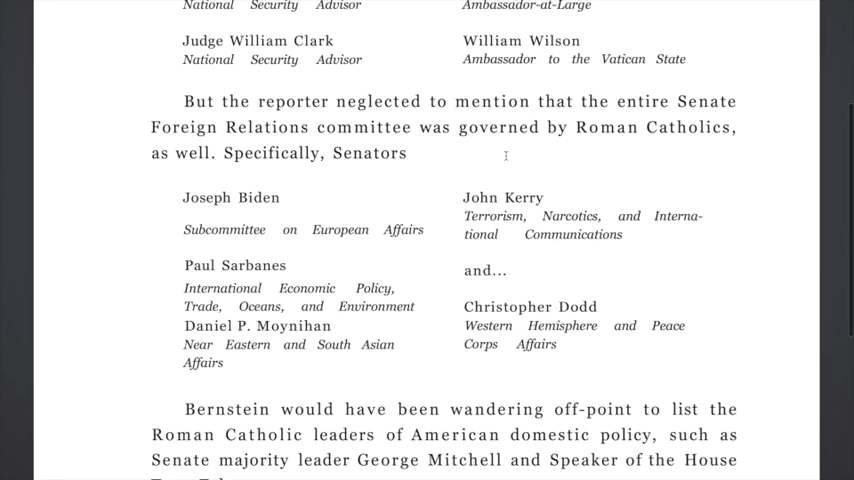 National Security Advisor Ambassador-at-Large
Judge William Clark William Wilson
National Security Advisor Ambassador to the Vatican State
But the reporter neglected to mention that the entire Senate
Foreign Relations committee was governed by Roman Catholics,
as well. Specifically, Senators
Joseph Biden John Kerry
Terrorism, Narcotics, and Interna-
Subcommittee on European Affairs tional Communications
Paul Sarbanes and...
International Economic Policy,
Trade, Oceans, and Environment Christopher Dodd
Daniel P. Moynihan Western Hemisphere and Peace
Near Eastern and South Asian Corps Affairs
Affairs
Bernstein would have been wandering off-point to list the
Roman Catholic leaders of American domestic policy, such as
Senate majority leader George Mitchell and Speaker of the House